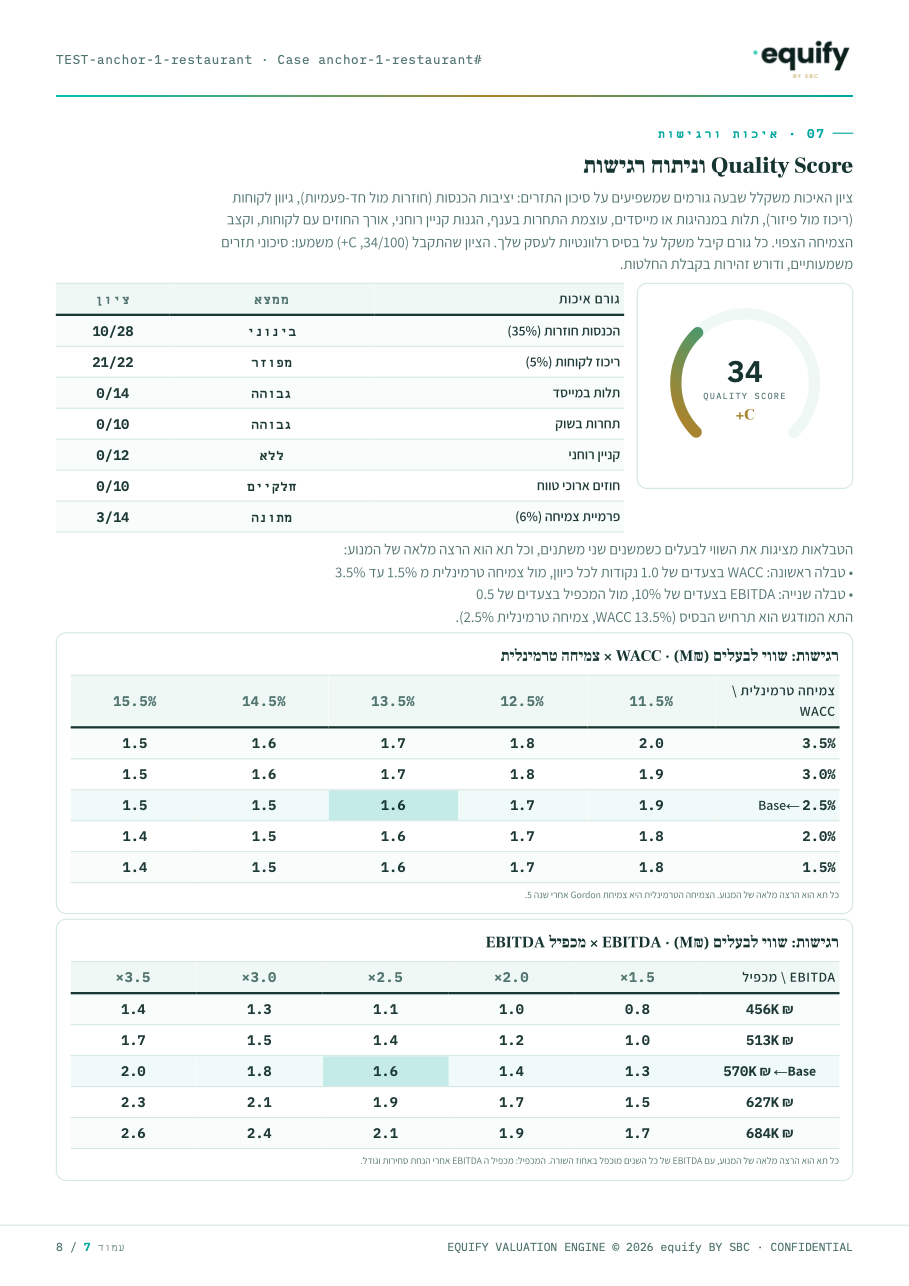 TEST-anchor-1-restaurant · Case anchor-1-restaurant#
equify
BY SBC
07 · איכות ורגישות
Quality Score וניתוח רגישות
ציון האיכות משקלל שבעה גורמים שמשפיעים על סיכון התזרים: יציבות הכנסות (חוזרות מול חד-פעמיות), גיוון לקוחות
(ריכוז מול פיזור), תלות במנהיגות או מייסדים, עוצמת התחרות בענף, הגנות קניין רוחני, אורך החוזים עם לקוחות, וקצב
הצמיחה הצפוי. כל גורם קיבל משקל על בסיס רלוונטיות לעסק שלך. הציון שהתקבל (34/100, C+) משמעו: סיכוני תזרים
משמעותיים, ודורש זהירות בקבלת החלטות.
34
QUALITY SCORE
+C
גורם איכות ממצא ציון
הכנסות חוזרות (35%) בינוני 10/28
ריכוז לקוחות (5%) מפוזר 21/22
תלות במייסד גבוהה 0/14
תחרות בשוק גבוהה 0/10
קניין רוחני ללא 0/12
חוזים ארוכי טווח חלקיים 0/10
פרמיית צמיחה (6%) מתונה 3/14
הטבלאות מציגות את השווי לבעלים כשמשנים שני משתנים, וכל תא הוא הרצה מלאה של המנוע:
• טבלה ראשונה: WACC בצעדים של 1.0 נקודות לכל כיוון, מול צמיחה טרמינלית מ 1.5% עד 3.5%
• טבלה שנייה: EBITDA בצעדים של 10%, מול המכפיל בצעדים של 0.5
התא המודגש הוא תרחיש הבסיס (WACC 13.5%, צמיחה טרמינלית 2.5%).
רגישות: שווי לבעלים (₪M) · WACC × צמיחה טרמינלית
צמיחה טרמינלית \ WACC 11.5% 12.5% 13.5% 14.5% 15.5%
3.5% 2.0 1.8 1.7 1.6 1.5
3.0% 1.9 1.8 1.7 1.6 1.5
2.5% ←Base 1.9 1.7 1.6 1.5 1.5
2.0% 1.8 1.7 1.6 1.5 1.4
1.5% 1.8 1.7 1.6 1.5 1.4
כל תא הוא הרצה מלאה של המנוע. הצמיחה הטרמינלית היא צמיחת Gordon אחרי שנה 5.
רגישות: שווי לבעלים (₪M) · EBITDA × מכפיל EBITDA
EBITDA \ מכפיל ×1.5 ×2.0 ×2.5 ×3.0 ×3.5
456K ₪ 0.8 1.0 1.1 1.3 1.4
513K ₪ 1.0 1.2 1.4 1.5 1.7
570K ₪ ←Base 1.3 1.4 1.6 1.8 2.0
627K ₪ 1.5 1.7 1.9 2.1 2.3
684K ₪ 1.7 1.9 2.1 2.4 2.6
כל תא הוא הרצה מלאה של המנוע, עם EBITDA של כל השנים מוכפל באחוז השורה. המכפיל: מכפיל ה EBITDA אחרי הנחת סחירות וגודל.
עמוד 7 / 8
EQUIFY VALUATION ENGINE © 2026 equify BY SBC · CONFIDENTIAL